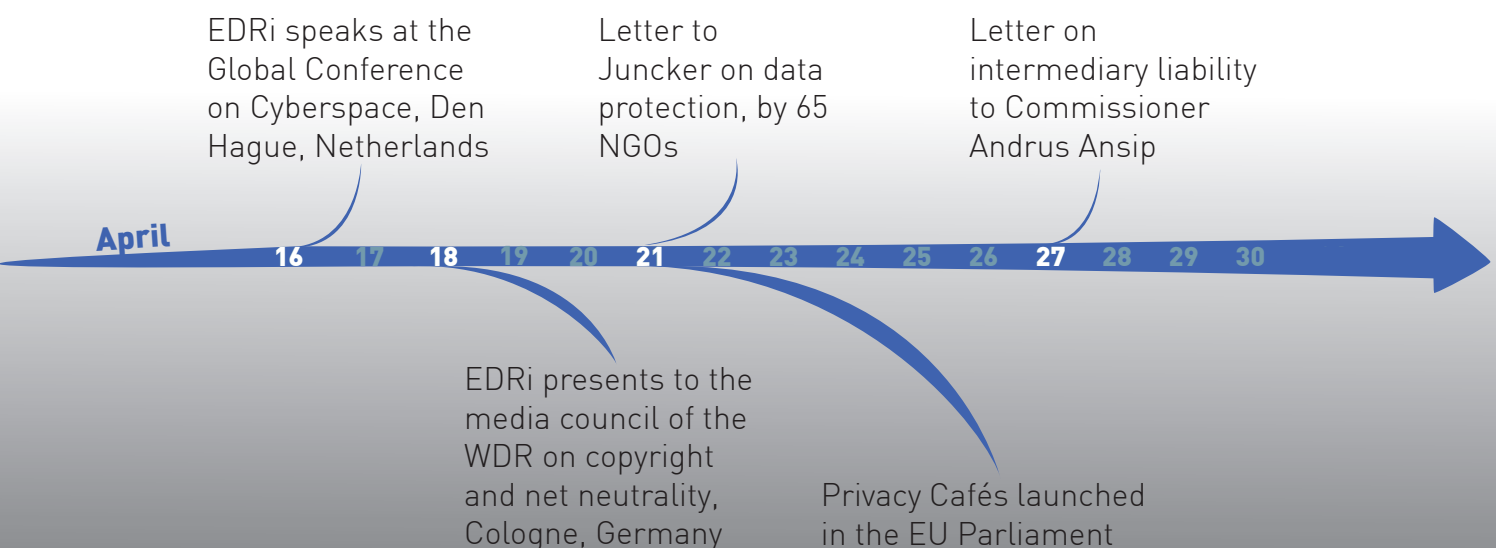 EDRi speaks at the
Global Conference
on Cyberspace, Den
Hague, Netherlands
Letter to
Juncker on data
protection, by 65
NGOs
Letter on
intermediary liability
to Commissioner
Andrus Ansip
April
16 17 18 19 20 21 22 23 24 25 26 27 28 29 30
EDRi presents to the
media council of the
WDR on copyright
and net neutrality,
Cologne, Germany
Privacy Cafés launched
in the EU Parliament